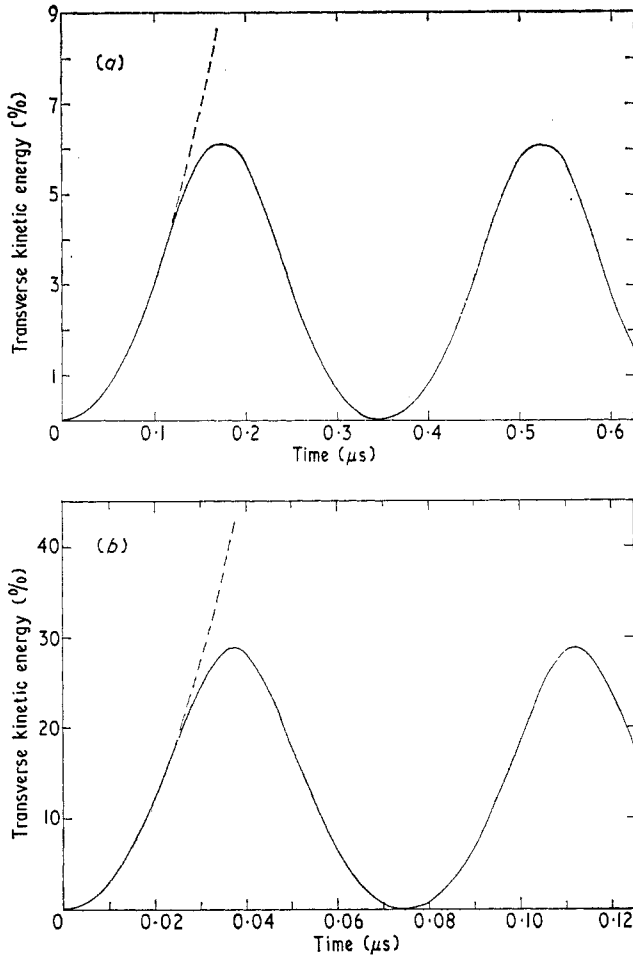 9
(a)
7
5
3
1
Transverse kinetic energy (%)
0 0·1 0·2 0·3 0·4 0·5 0·6
Time (μs)
(b)
40
30
20
10
Transverse kinetic energy (%)
0 0·02 0·04 0·06 0·08 0·10 0·12
Time (μs)